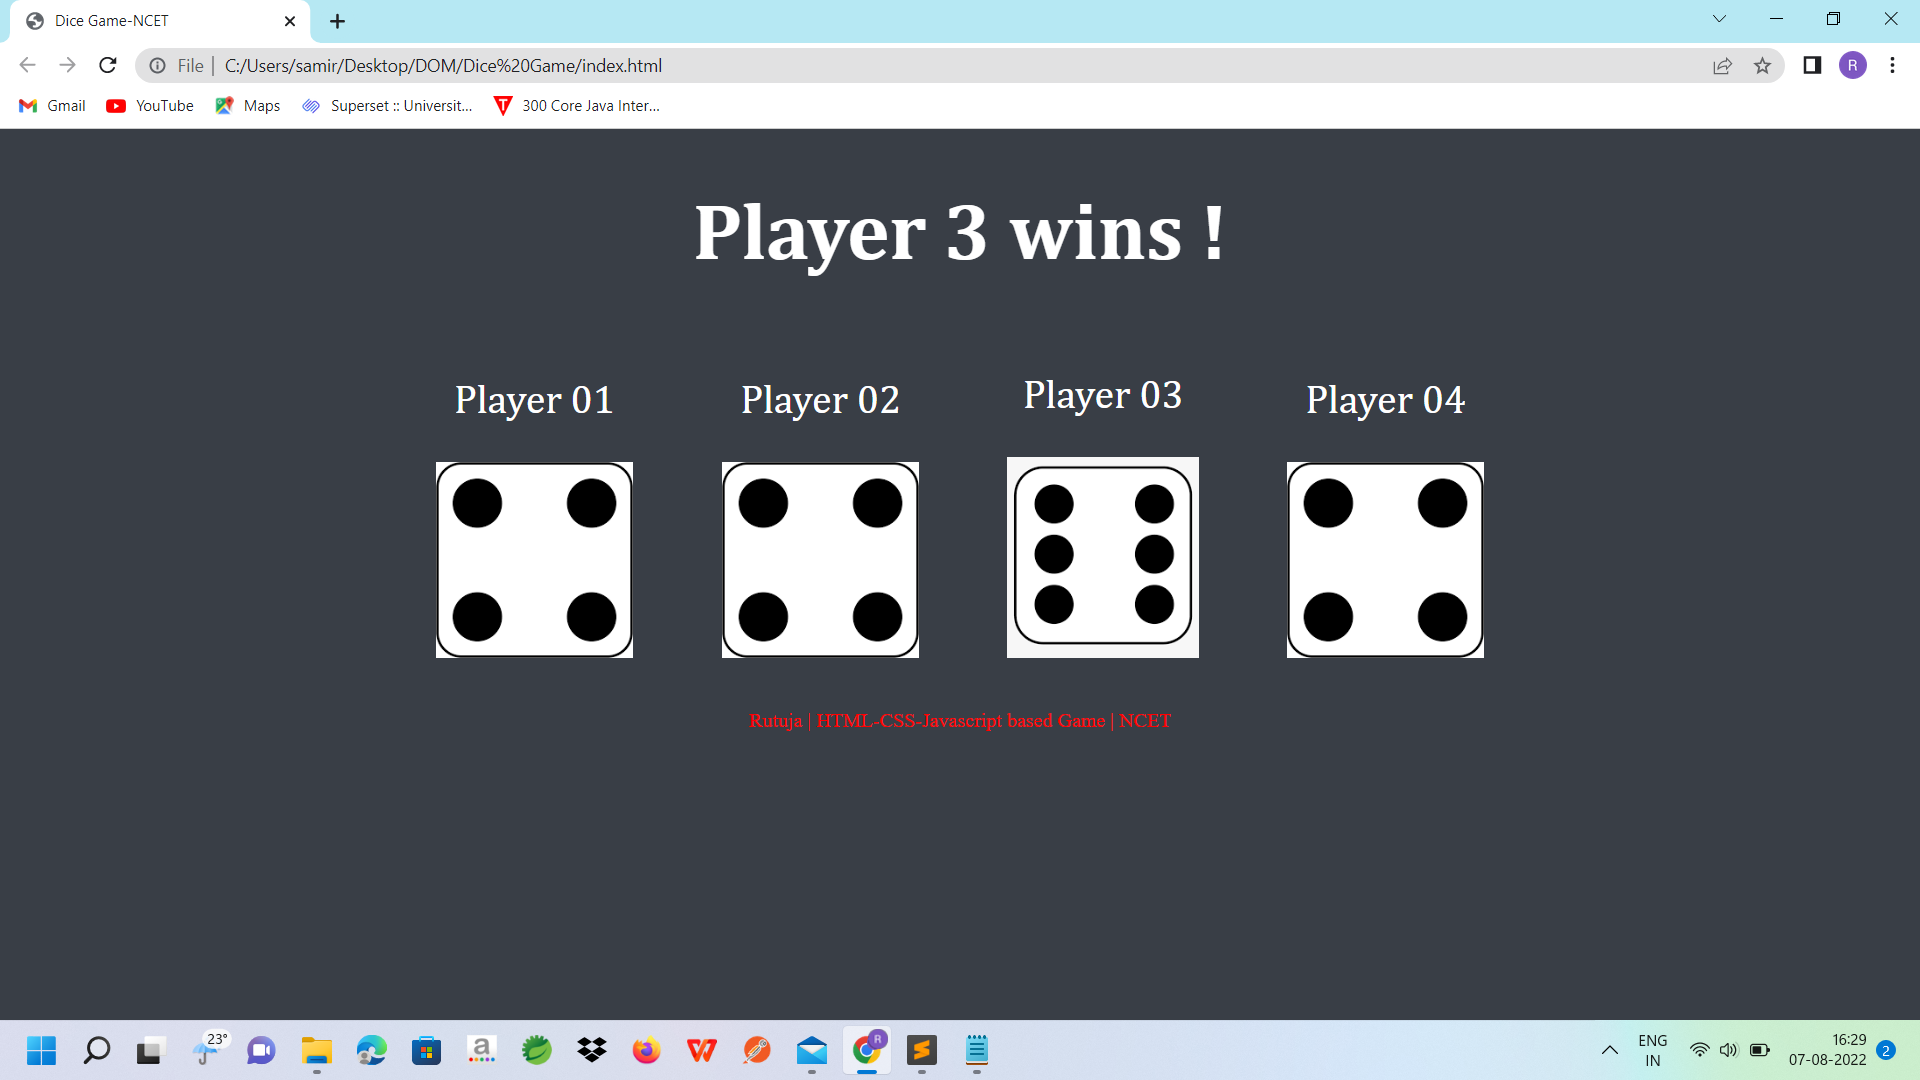 Dice Game-NCET
File | C:/Users/samir/Desktop/DOM/Dice%20Game/index.html
R
Gmail YouTube Maps Superset :: Universit... 300 Core Java Inter...
Player 3 wins !
Player 01 Player 02 Player 03 Player 04
Rutuja | HTML-CSS-Javascript based Game | NCET
23°
a
R
ENG
IN
16:29
07-08-2022
2